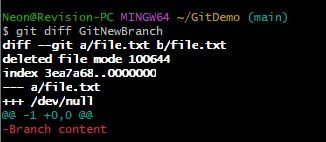 Neon@Revision-PC MINGW64 ~/GitDemo (main)
$ git diff GitNewBranch
diff --git a/file.txt b/file.txt
deleted file mode 100644
index 3ea7a68..0000000
--- a/file.txt
+++ /dev/null
@@ -1 +0,0 @@
-Branch content